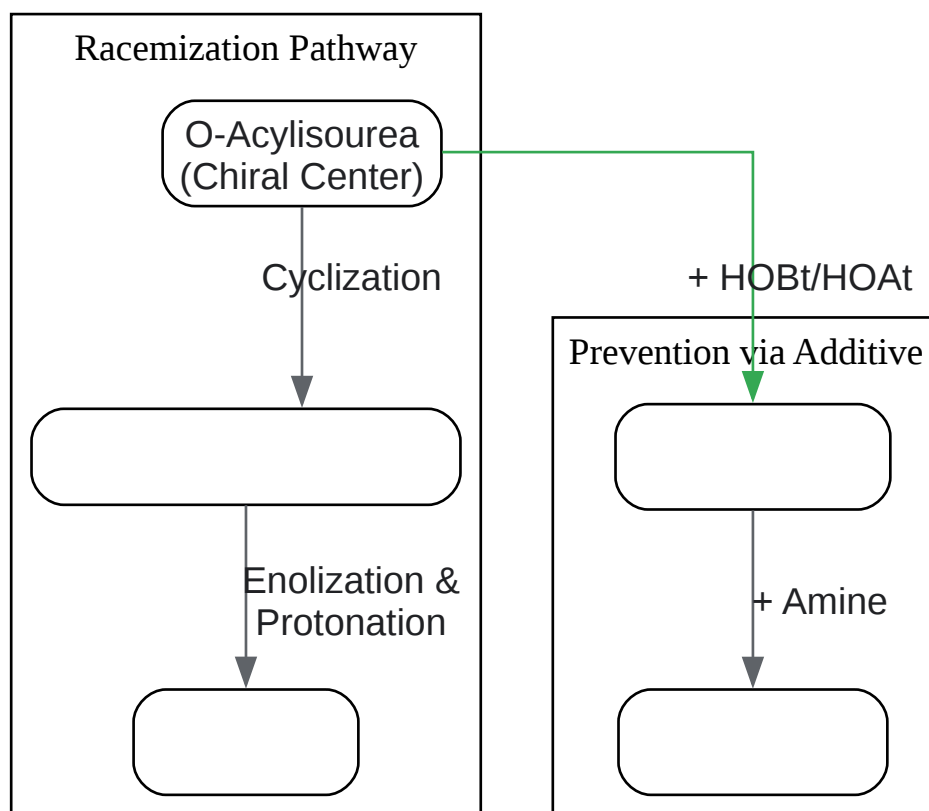 Racemization Pathway
O-Acylisourea
(Chiral Center)
Cyclization
+ HOBt/HOAt
Prevention via Additive
Enolization &
Protonation
+ Amine